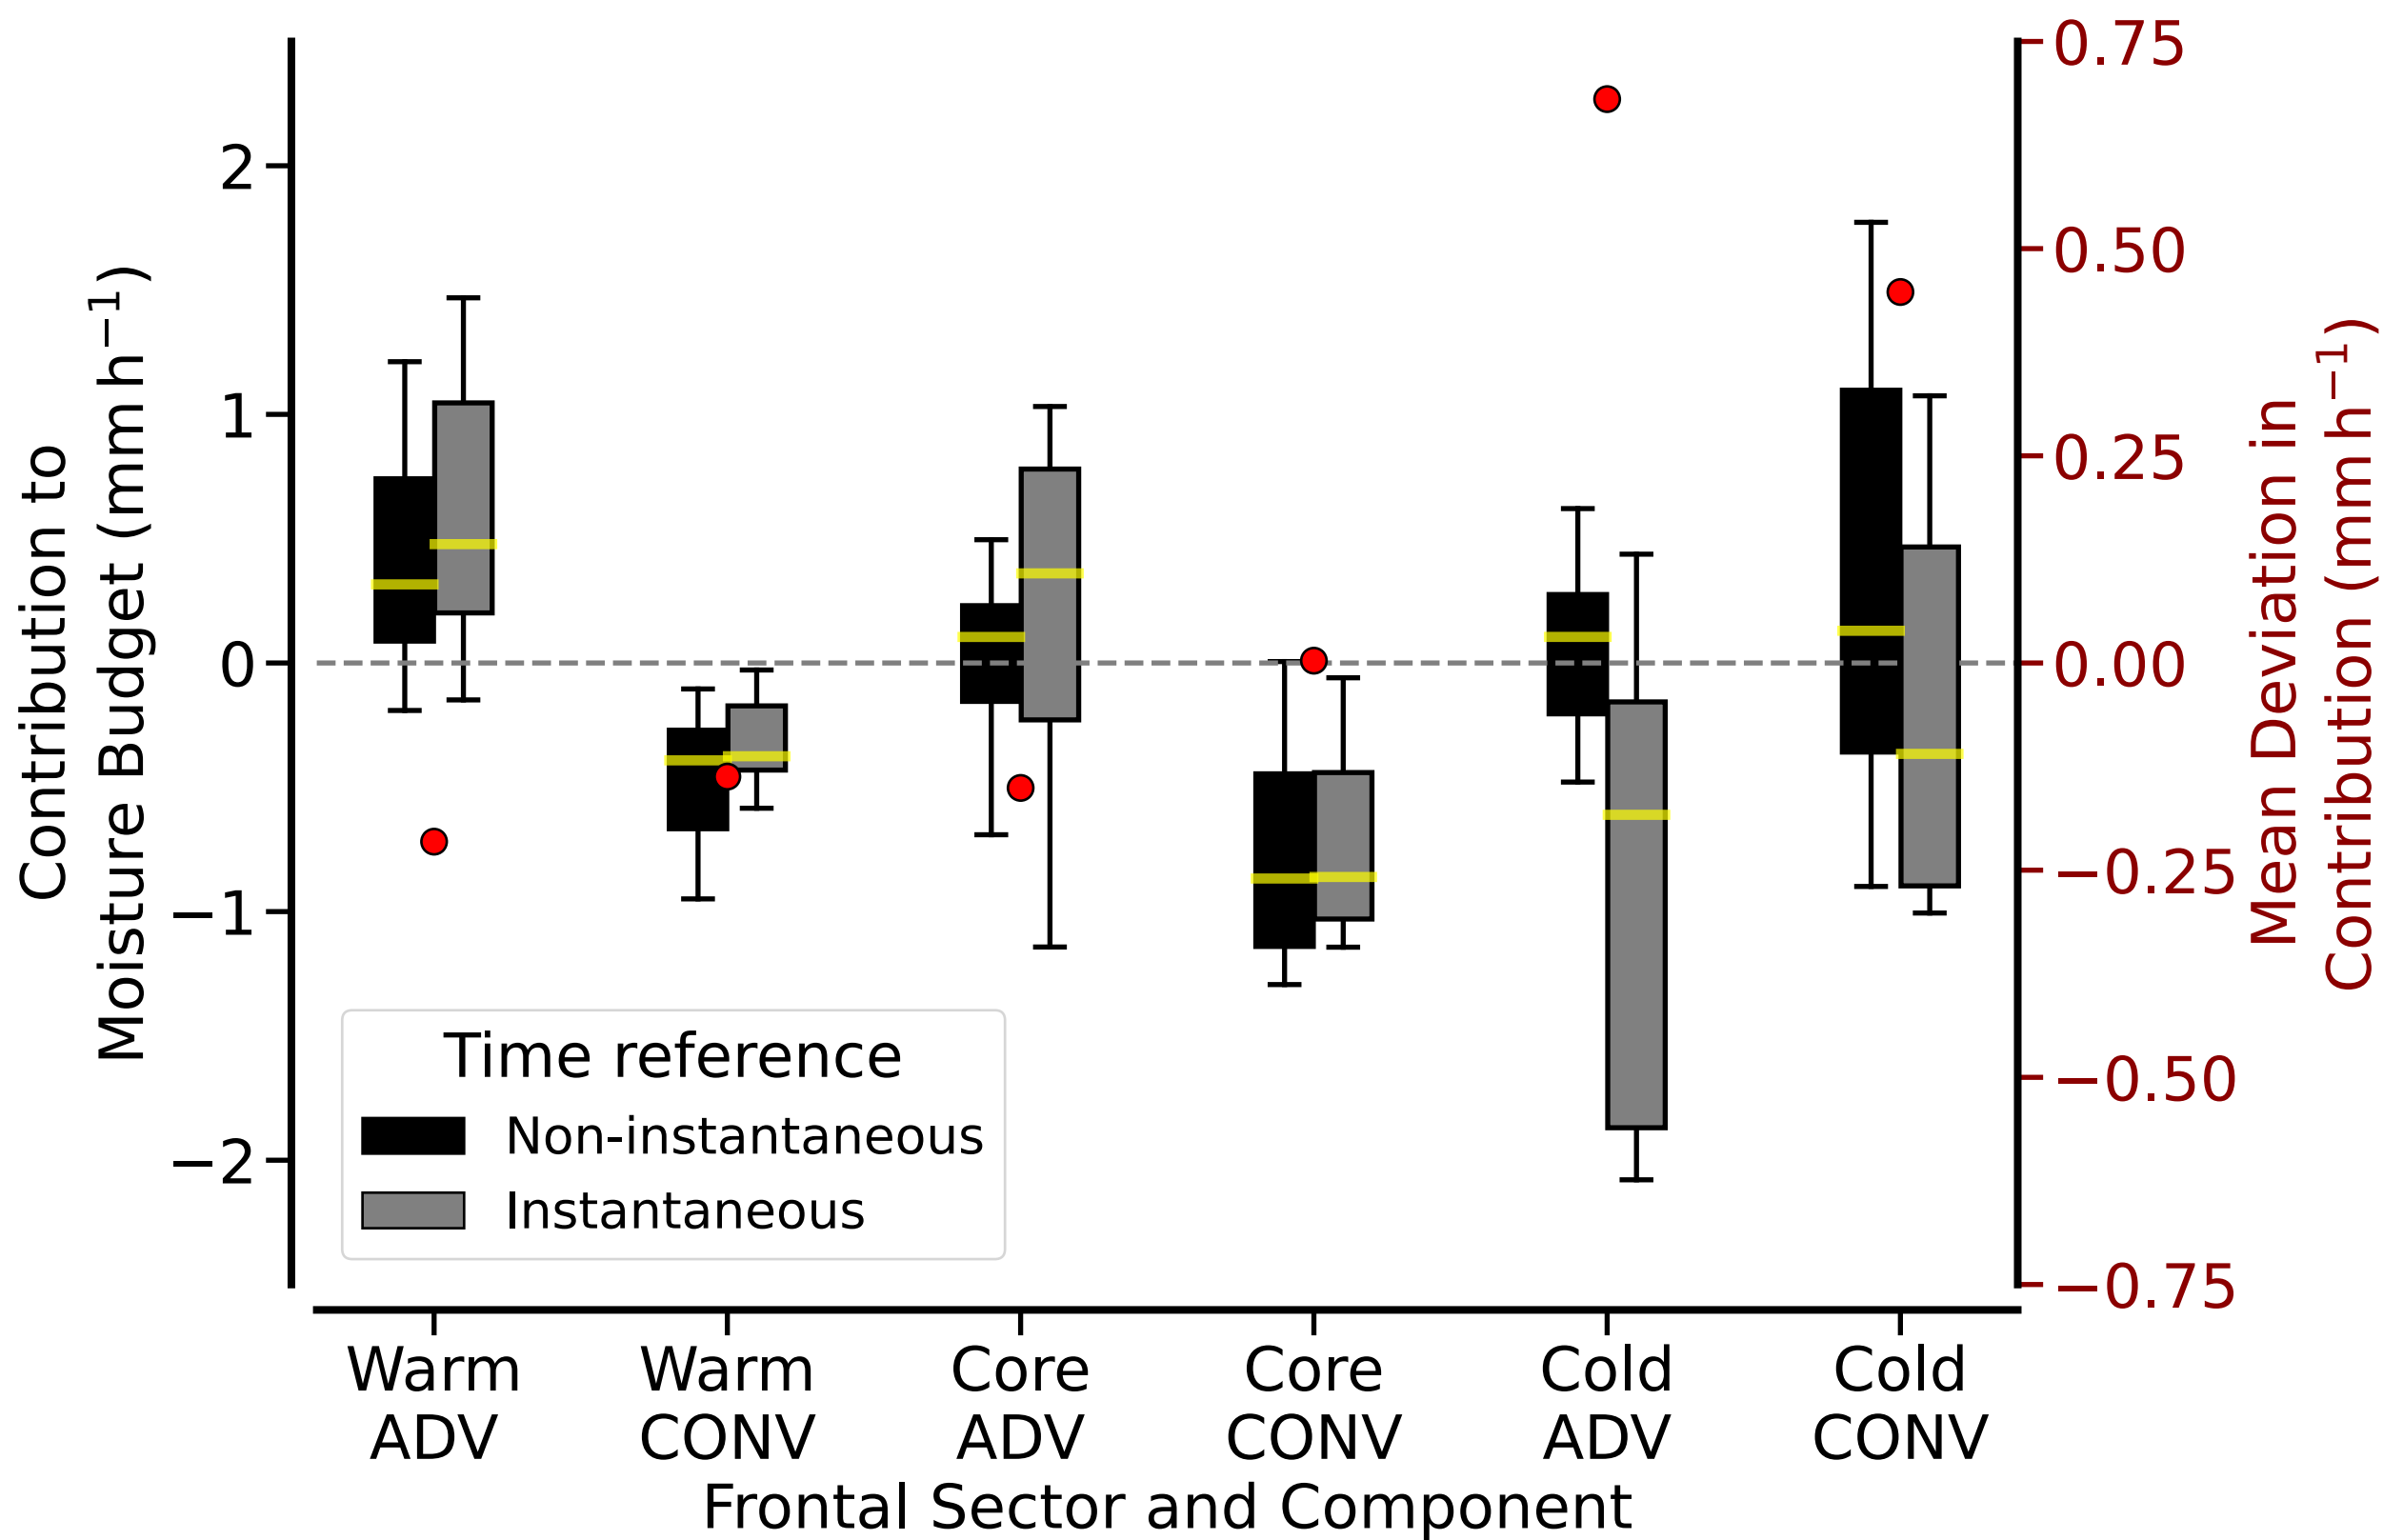 Contribution to
Moisture Budget (mm h⁻¹)
2
1
0
−1
−2
0.75
0.50
0.25
0.00
−0.25
−0.50
−0.75
Mean Deviation in
Contribution (mm h⁻¹)
Time reference
Non-instantaneous
Instantaneous
Warm ADV
Warm CONV
Core ADV
Core CONV
Cold ADV
Cold CONV
Frontal Sector and Component